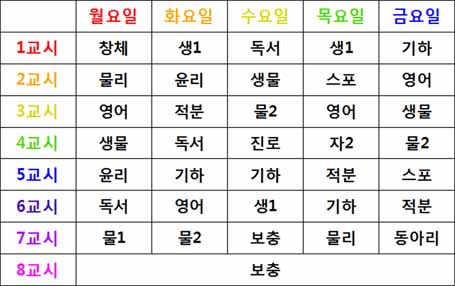 월요일 화요일 수요일 목요일 금요일
1교시 창체 생1 독서 생1 기하
2교시 물리 윤리 생물 스포 영어
3교시 영어 적분 물2 영어 생물
4교시 생물 독서 진로 자2 물2
5교시 윤리 기하 기하 적분 스포
6교시 독서 영어 생1 기하 적분
7교시 물1 물2 보충 물리 동아리
8교시 보충